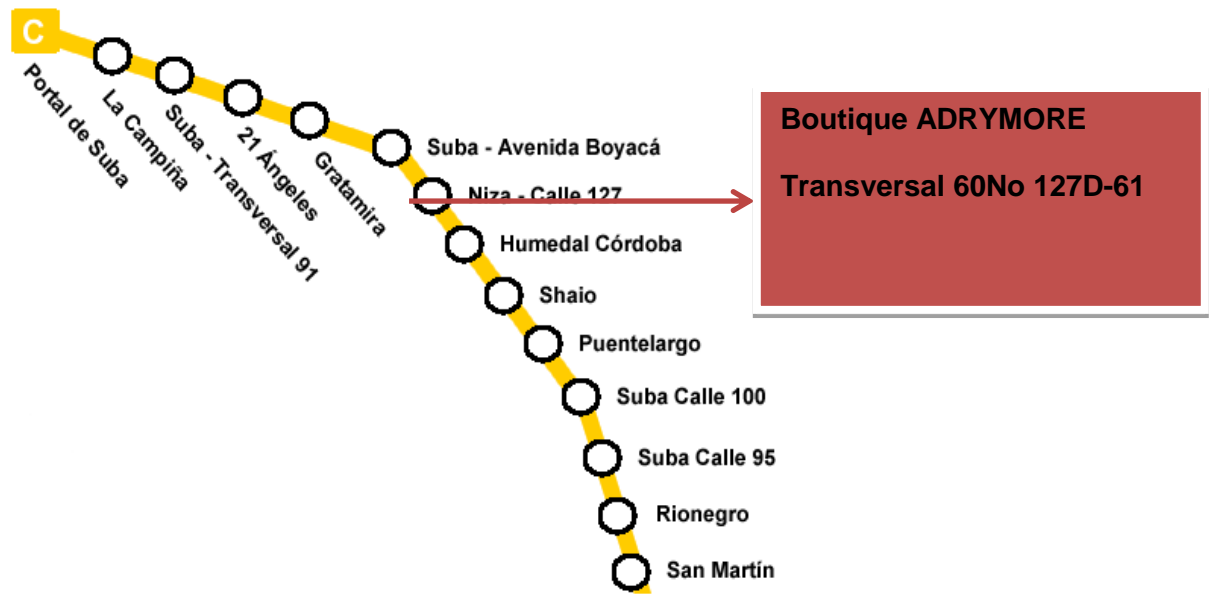 C
Portal de Suba
La Campiña
Suba - Transversal 91
21 Ángeles
Gratamira
Suba - Avenida Boyacá
Niza - Calle 127
Humedal Córdoba
Shaio
Puentelargo
Suba Calle 100
Suba Calle 95
Rionegro
San Martín
Boutique ADRYMORE
Transversal 60No 127D-61